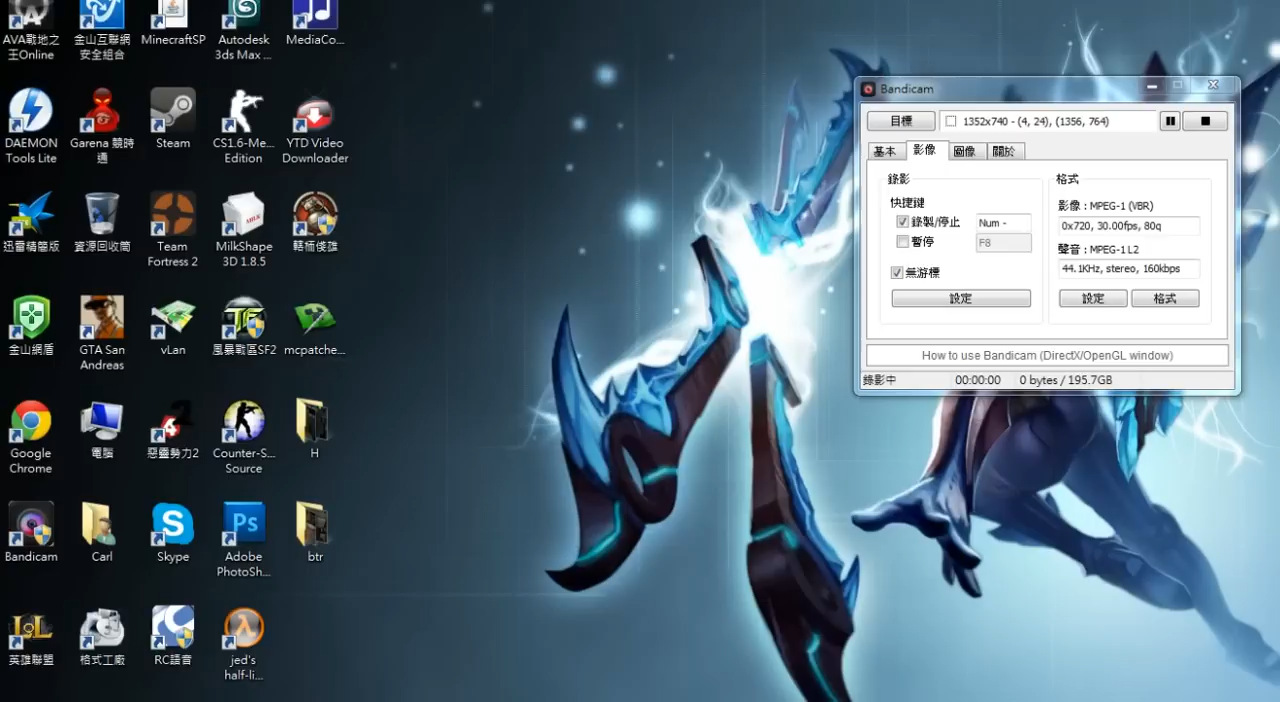 AVA戰地之
王Online
金山互聯網
安全組合
MinecraftSP
Autodesk
3ds Max ...
MediaCo...
DAEMON
Tools Lite
Garena 競時
通
Steam
CS1.6-Me...
Edition
YTD Video
Downloader
迅雷精簡版
資源回收筒
Team
Fortress 2
MilkShape
3D 1.8.5
轄柄倭雄
金山網盾
GTA San
Andreas
vLan
風暴戰區SF2
mcpatche...
Google
Chrome
電腦
惡靈勢力2
Counter-S...
Source
H
Bandicam
Carl
Skype
Ps
Adobe
PhotoSh...
btr
LOL
英雄聯盟
格式工廠
RC語音
jed's
half-li...
Bandicam
目標
1352x740 - (4, 24), (1356, 764)
基本
影像
圖像
關於
錄影
快捷鍵
錄製/停止
Num -
暫停
F8
無游標
設定
格式
影像 : MPEG-1 (VBR)
0x720, 30.00fps, 80q
聲音 : MPEG-1 L2
44.1KHz, stereo, 160kbps
設定
格式
How to use Bandicam (DirectX/OpenGL window)
錄影中
00:00:00
0 bytes / 195.7GB